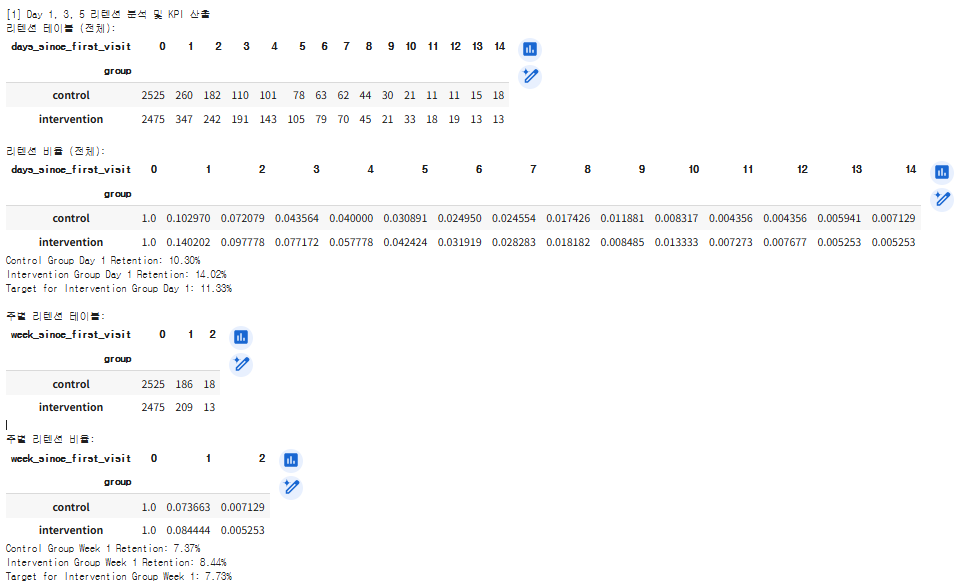 [1] Day 1, 3, 5 리텐션 분석 및 KPI 산출
리텐션 테이블 (전체):
days_since_first_visit 0 1 2 3 4 5 6 7 8 9 10 11 12 13 14
group
control 2525 260 182 110 101 78 63 62 44 30 21 11 11 15 18
intervention 2475 347 242 191 143 105 79 70 45 21 33 18 19 13 13
리텐션 비율 (전체):
days_since_first_visit 0 1 2 3 4 5 6 7 8 9 10 11 12 13 14
group
control 1.0 0.102970 0.072079 0.043564 0.040000 0.030891 0.024950 0.024554 0.017426 0.011881 0.008317 0.004356 0.004356 0.005941 0.007129
intervention 1.0 0.140202 0.097778 0.077172 0.057778 0.042424 0.031919 0.028283 0.018182 0.008485 0.013333 0.007273 0.007677 0.005253 0.005253
Control Group Day 1 Retention: 10.30%
Intervention Group Day 1 Retention: 14.02%
Target for Intervention Group Day 1: 11.33%
주별 리텐션 테이블:
week_since_first_visit 0 1 2
group
control 2525 186 18
intervention 2475 209 13
주별 리텐션 비율:
week_since_first_visit 0 1 2
group
control 1.0 0.073663 0.007129
intervention 1.0 0.084444 0.005253
Control Group Week 1 Retention: 7.37%
Intervention Group Week 1 Retention: 8.44%
Target for Intervention Group Week 1: 7.73%